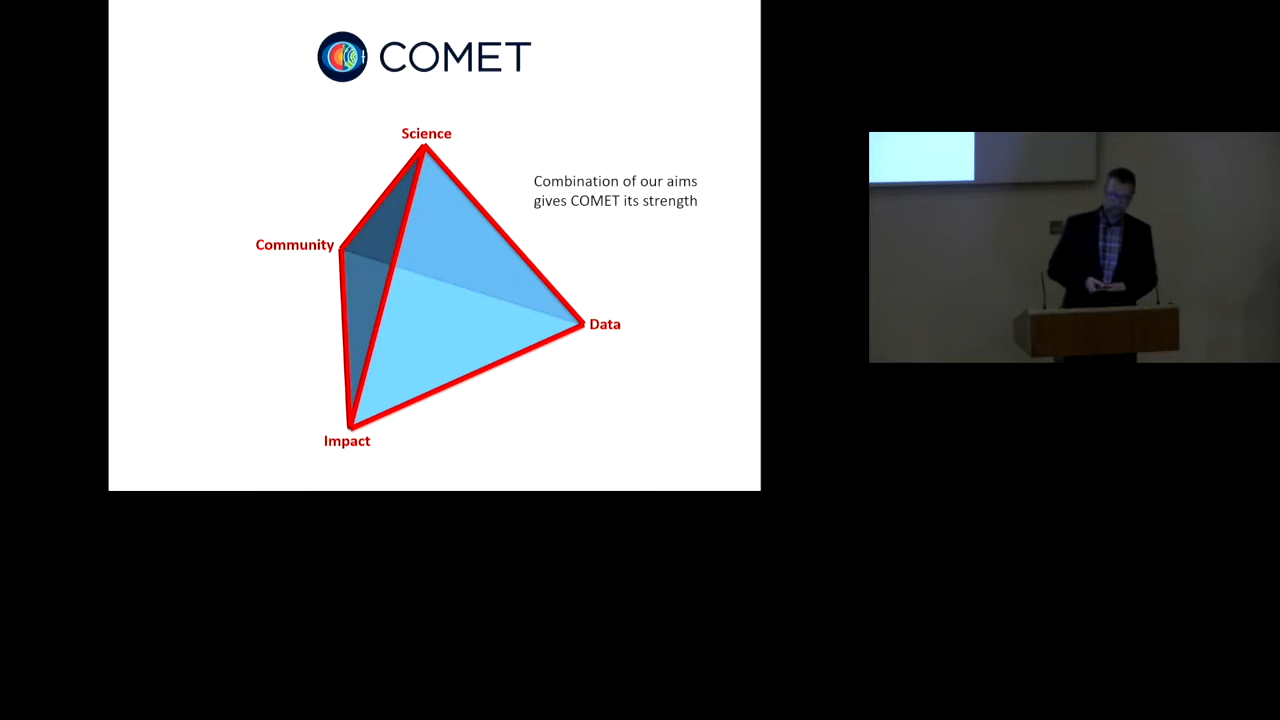 COMET
Science
Combination of our aims
gives COMET its strength
Community
Data
Impact